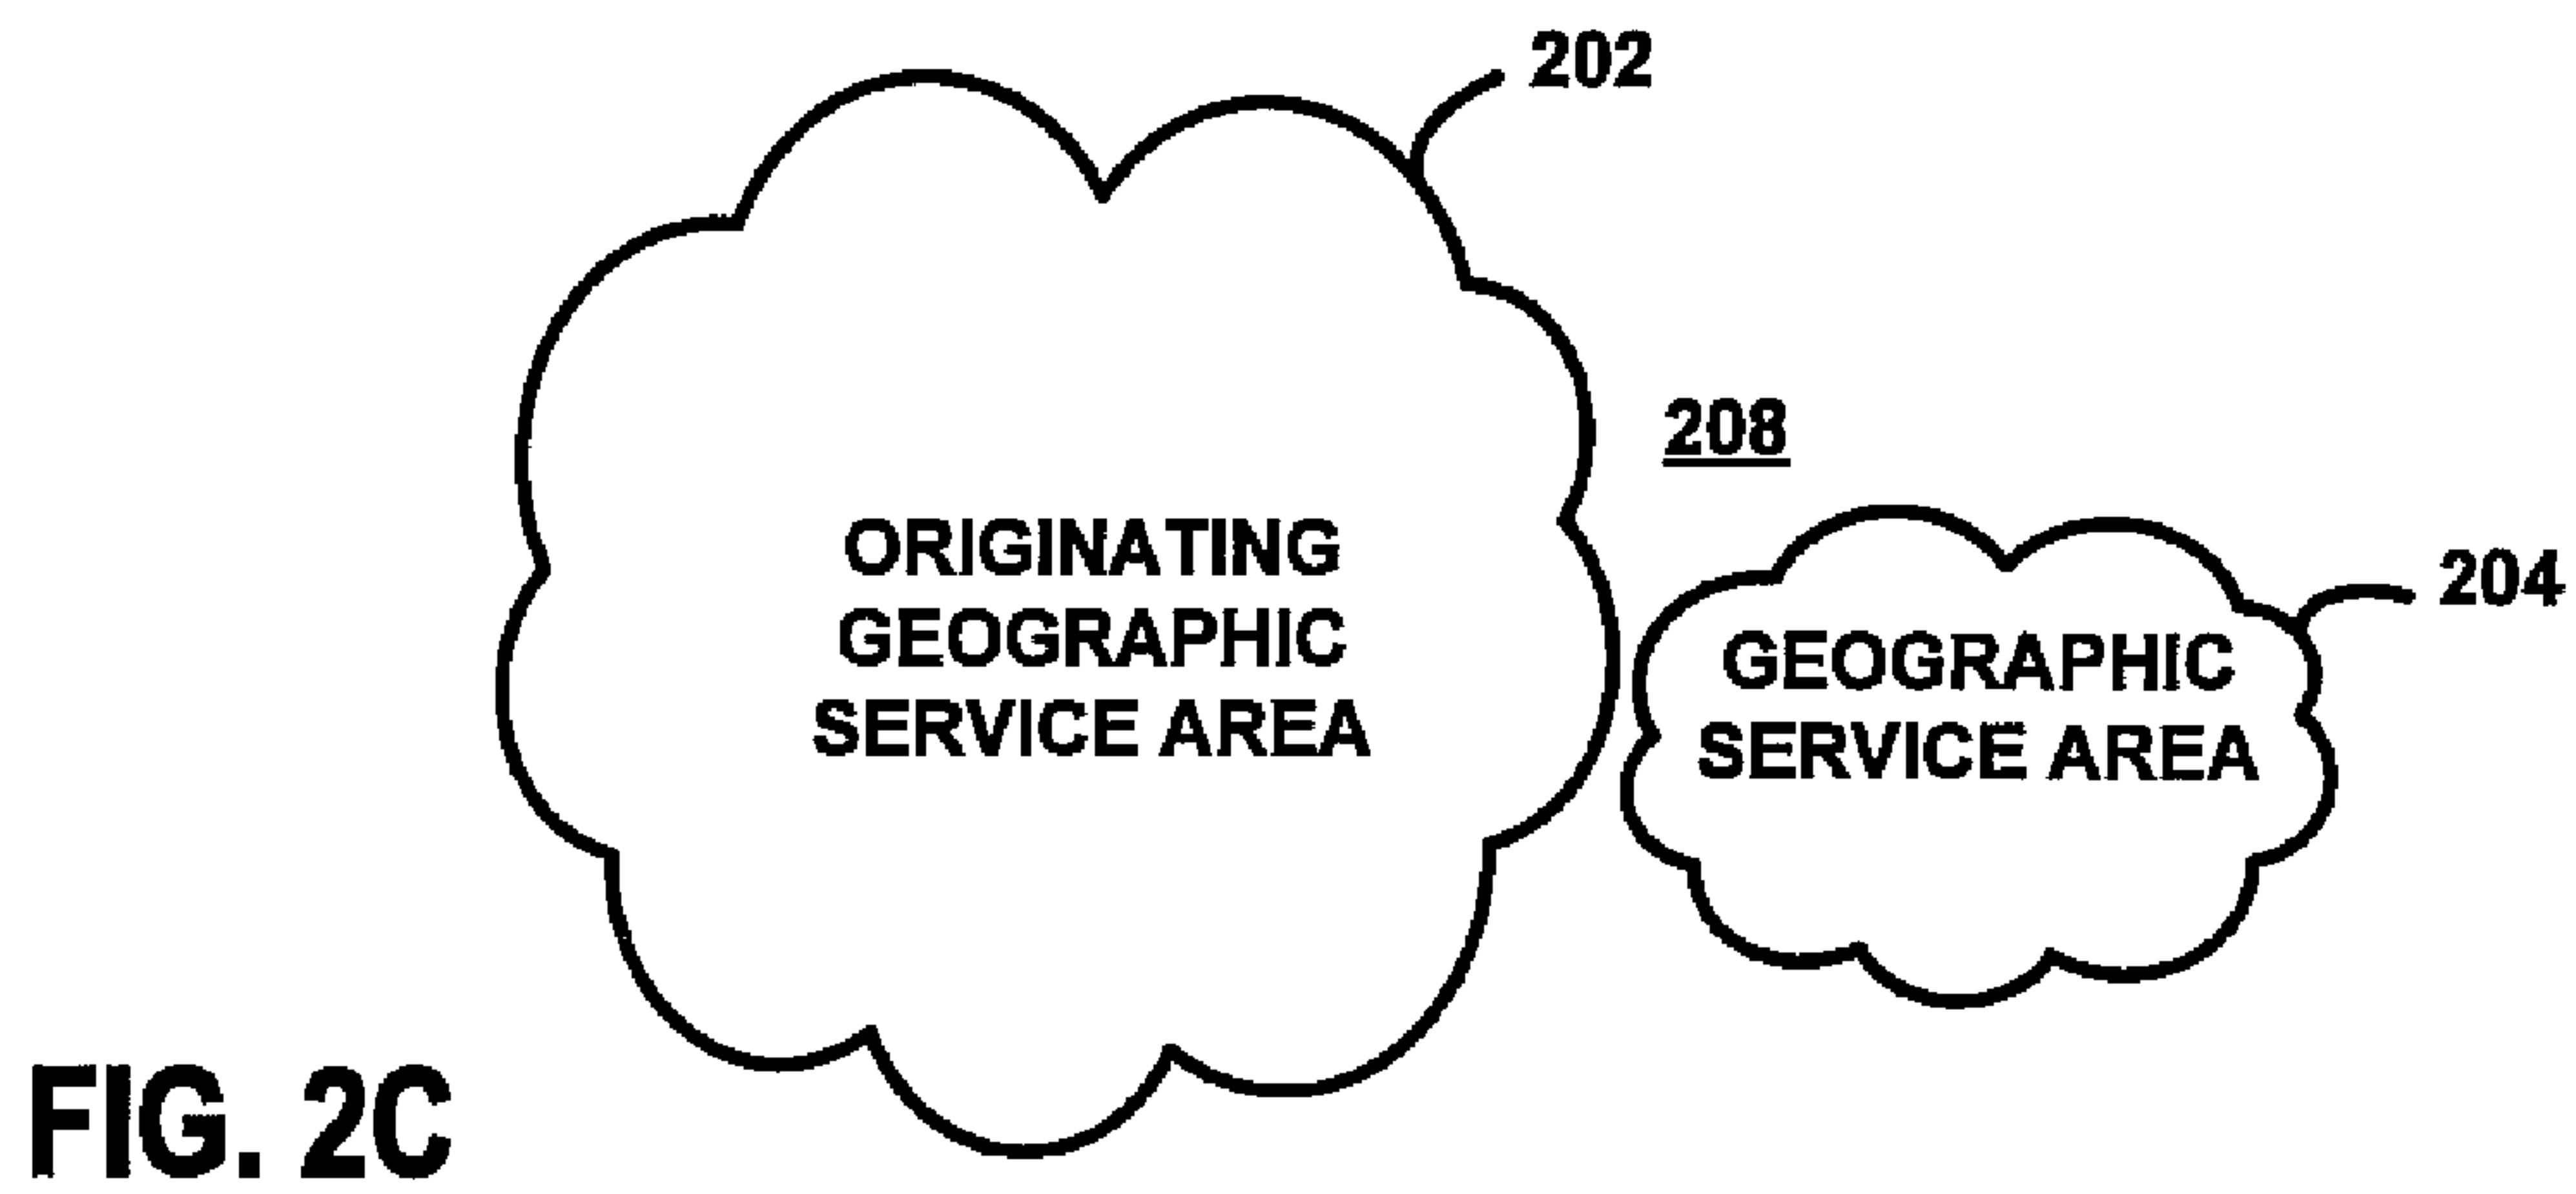 202
208
ORIGINATING
GEOGRAPHIC
SERVICE AREA
204
GEOGRAPHIC
SERVICE AREA
FIG. 2C